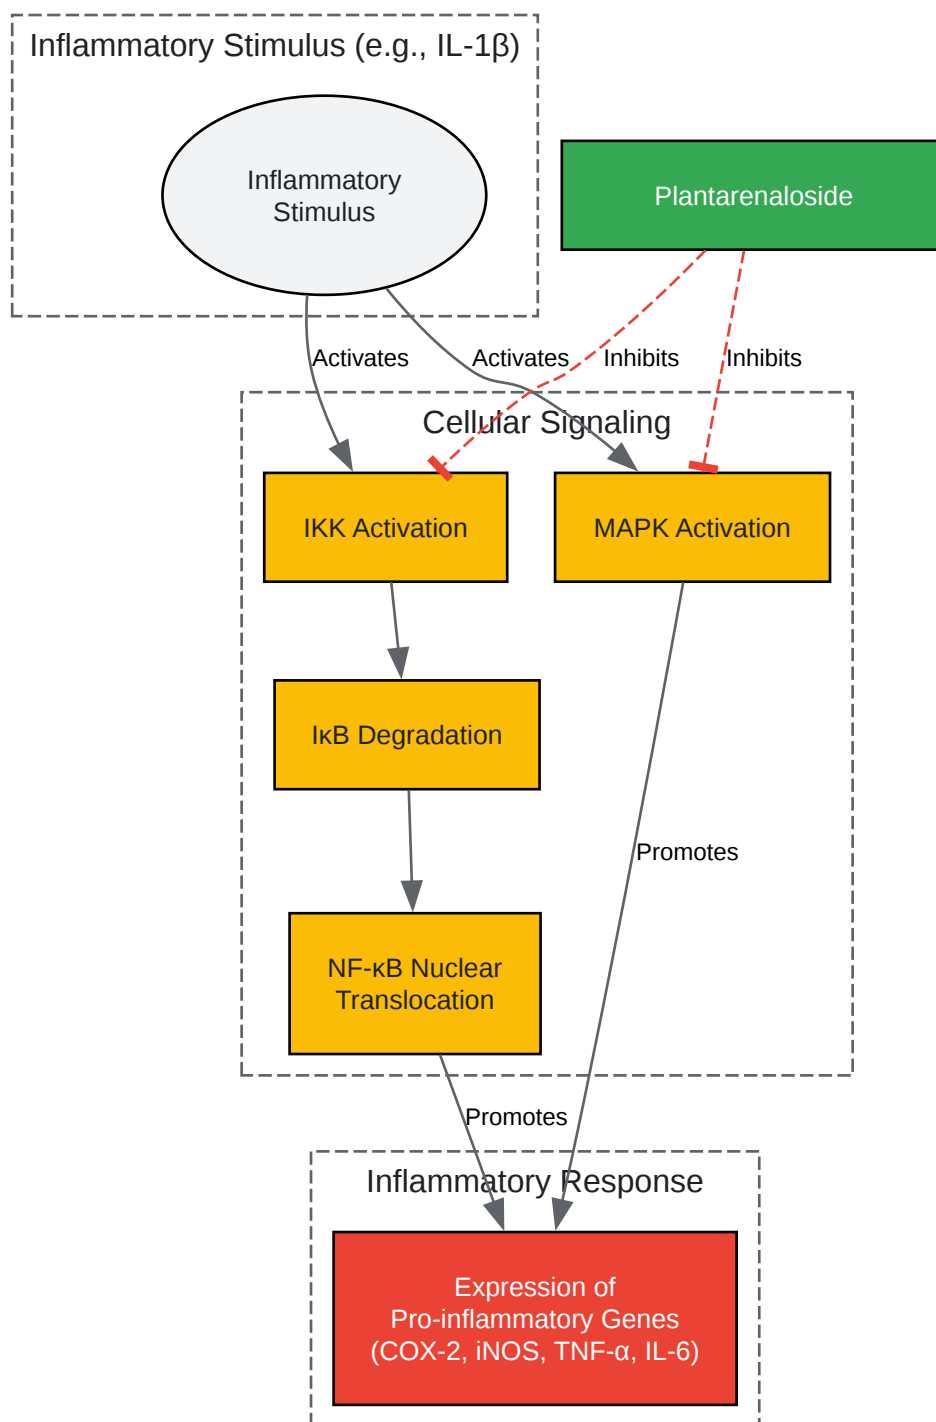 Inflammatory Stimulus (e.g., IL-1β)
Inflammatory
Stimulus
Plantarenaloside
Activates
Activates
Inhibits
Inhibits
Cellular Signaling
IKK Activation
MAPK Activation
IκB Degradation
Promotes
NF-κB Nuclear
Translocation
Promotes
Inflammatory Response
Expression of
Pro-inflammatory Genes
(COX-2, iNOS, TNF-α, IL-6)